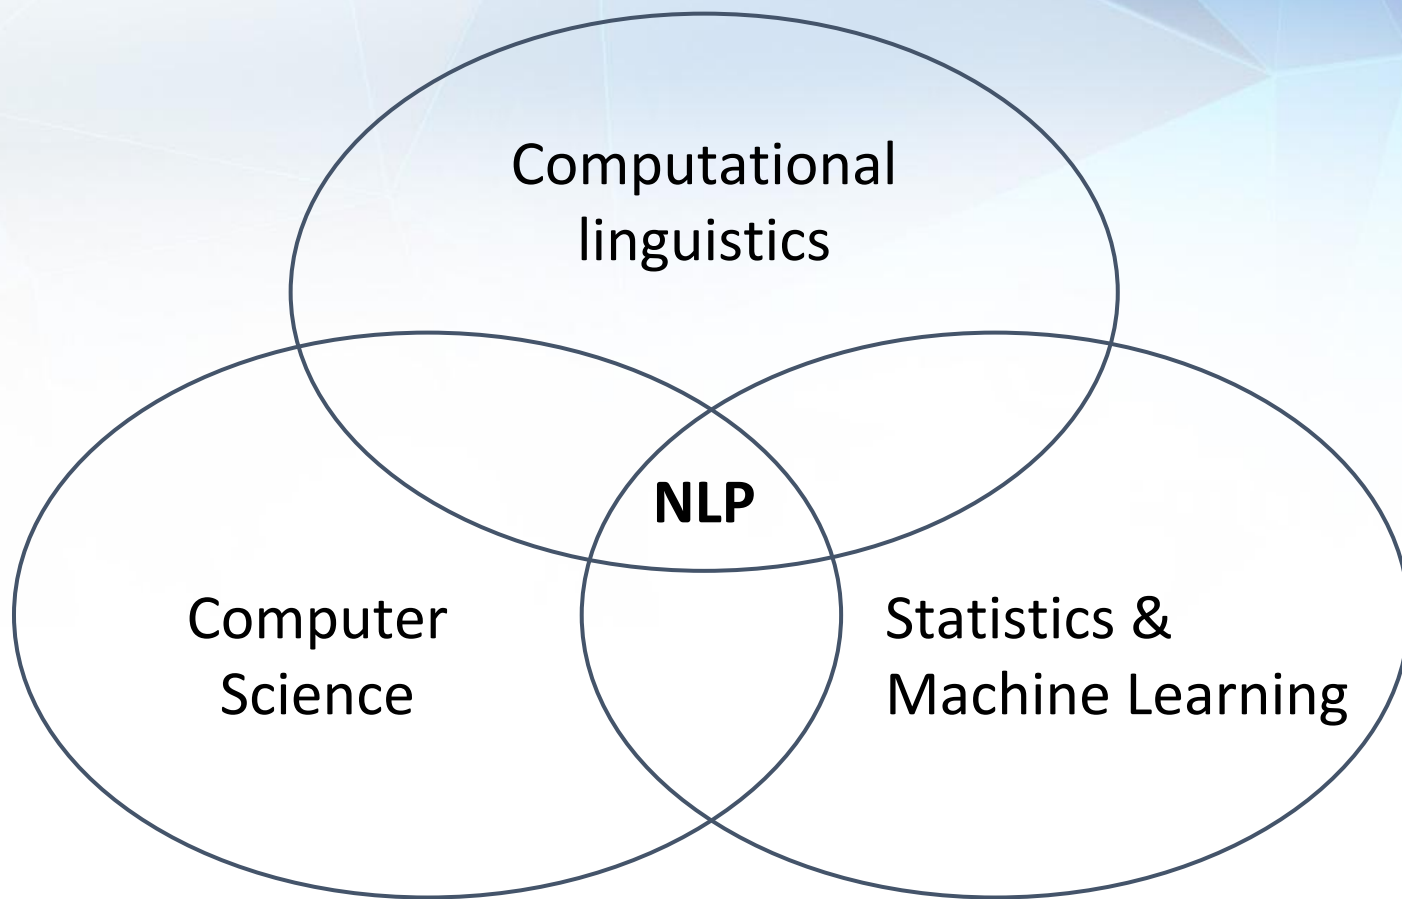 Computational
linguistics
NLP
Computer
Science
Statistics &
Machine Learning